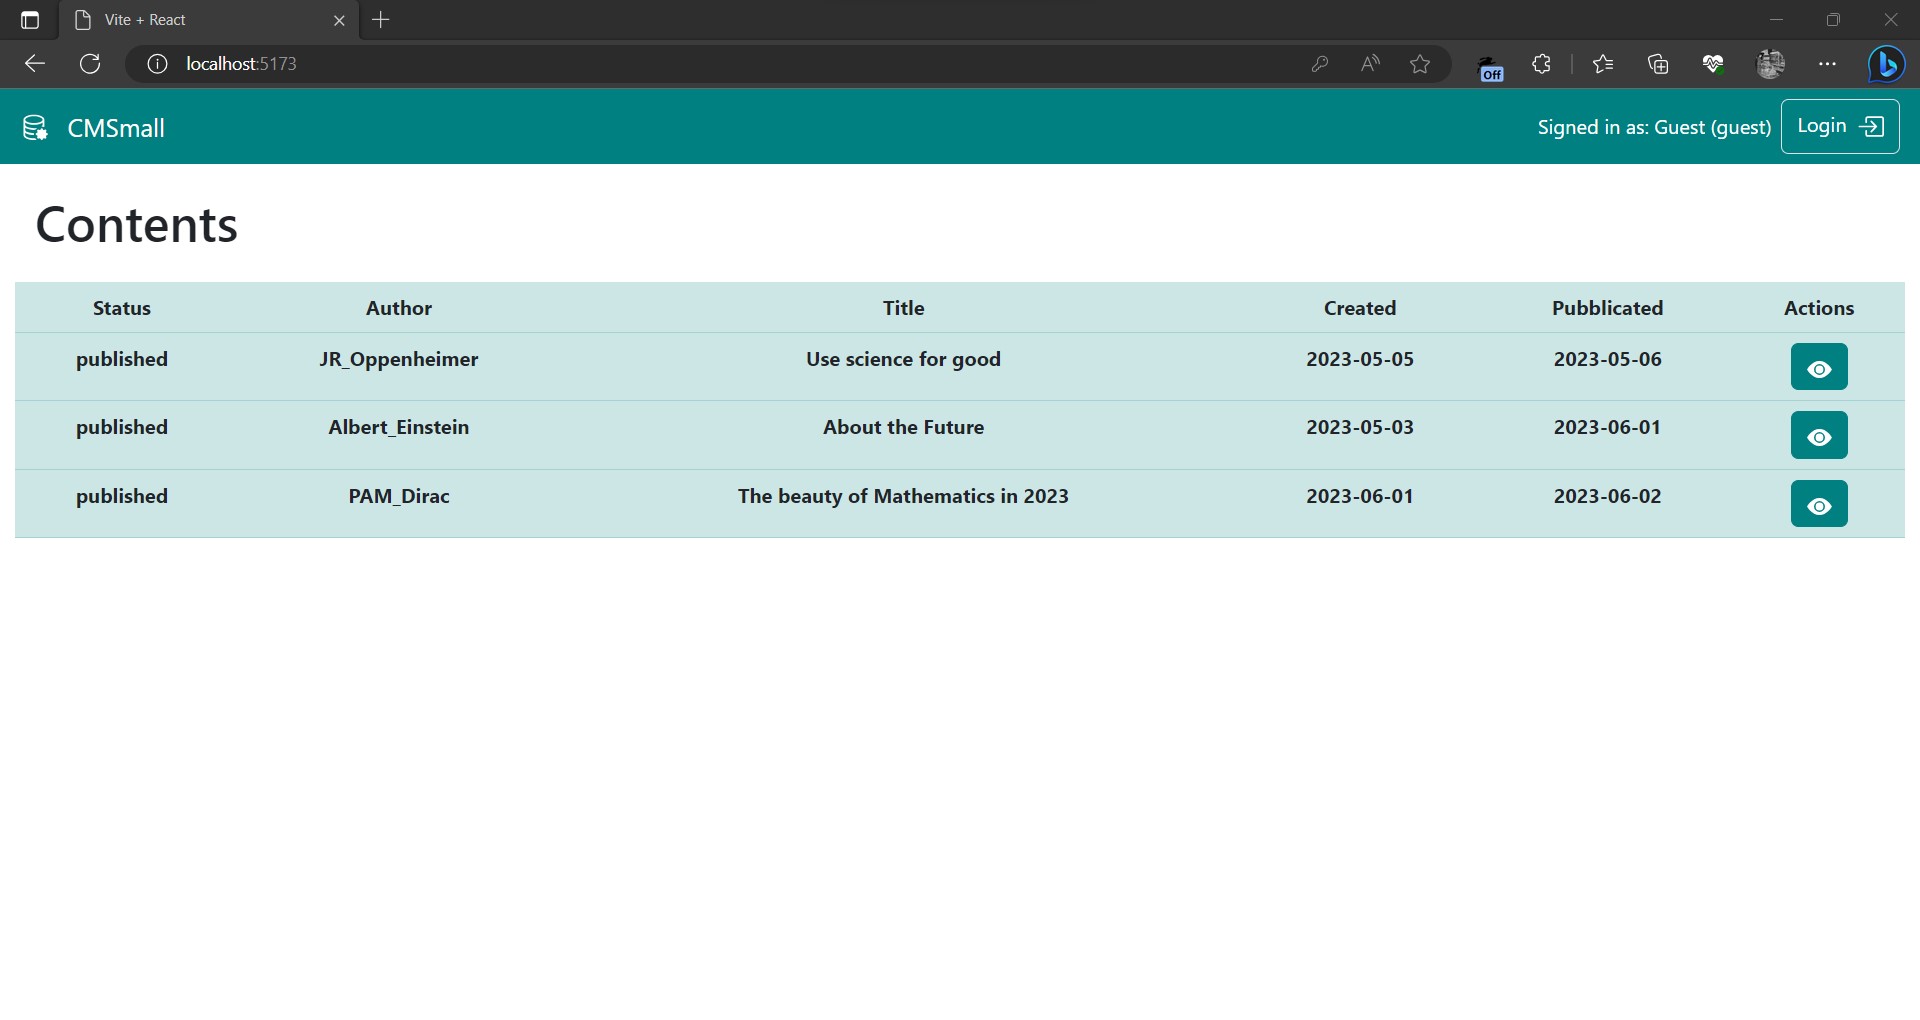 Vite + React
localhost:5173
Off
CMSmall
Signed in as: Guest (guest)
Login
Contents
Status Author Title Created Pubblicated Actions
published JR_Oppenheimer Use science for good 2023-05-05 2023-05-06
published Albert_Einstein About the Future 2023-05-03 2023-06-01
published PAM_Dirac The beauty of Mathematics in 2023 2023-06-01 2023-06-02